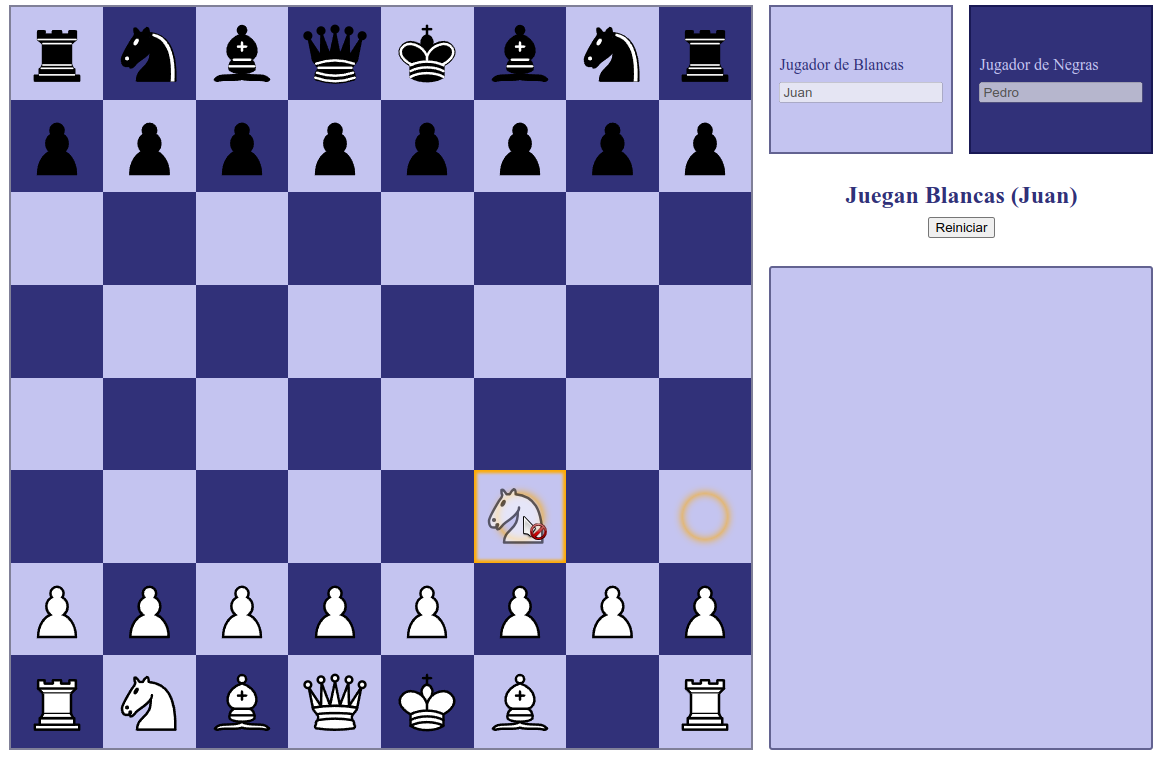 Jugador de Blancas
Juan
Jugador de Negras
Pedro
Juegan Blancas (Juan)
Reiniciar